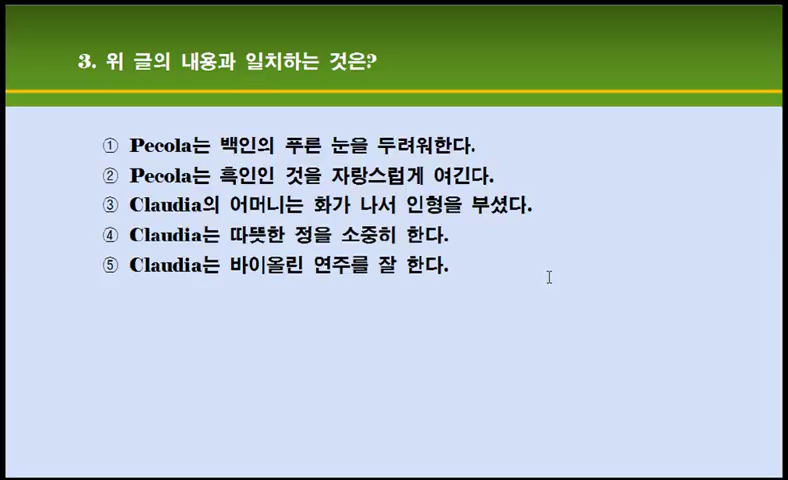 3. 위 글의 내용과 일치하는 것은?
① Pecola는 백인의 푸른 눈을 두려워한다.
② Pecola는 흑인인 것을 자랑스럽게 여긴다.
③ Claudia의 어머니는 화가 나서 인형을 부셨다.
④ Claudia는 따뜻한 정을 소중히 한다.
⑤ Claudia는 바이올린 연주를 잘 한다.